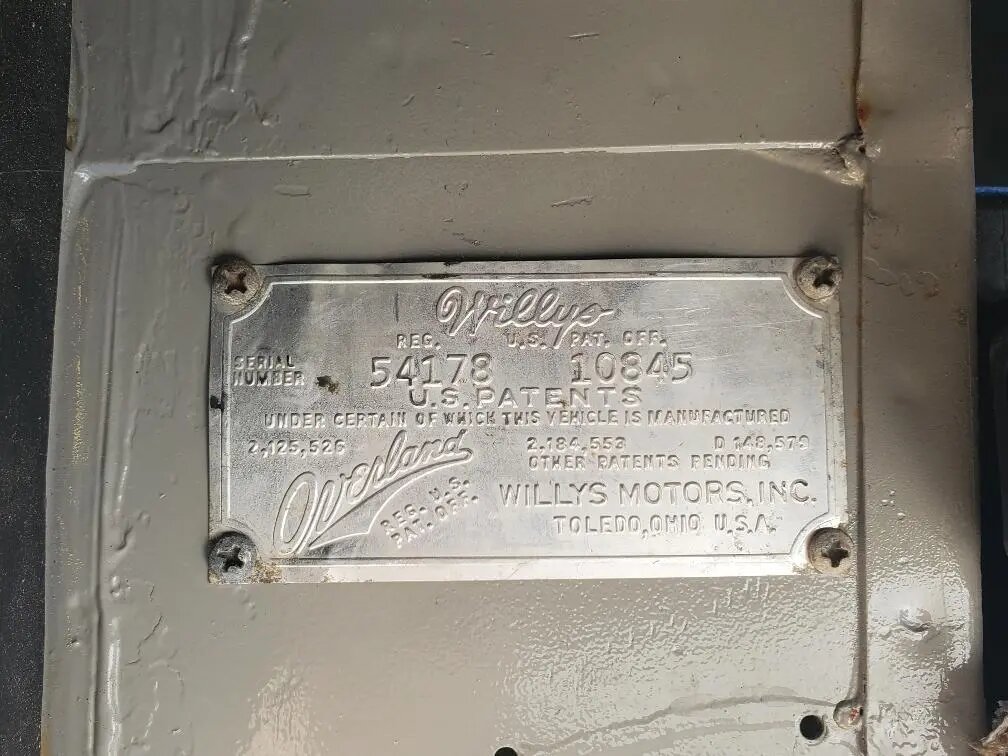 Willys
REG. U.S. PAT. OFF.
SERIAL NUMBER 54178 10845
U.S. PATENTS
UNDER CERTAIN OF WHICH THIS VEHICLE IS MANUFACTURED
2,125,526 2.184,553 D 148,579
OTHER PATENTS PENDING
Overland
REG. U.S.
PAT. OFF.
WILLYS MOTORS, INC.
TOLEDO, OHIO U.S.A.